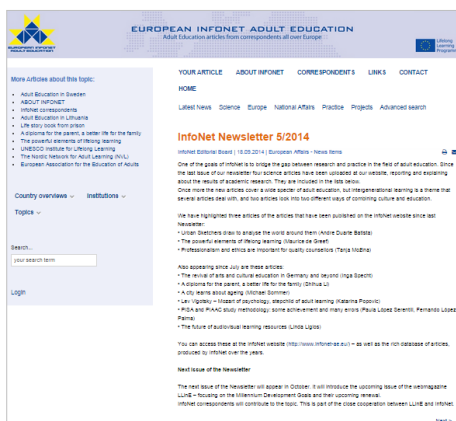 EUROPEAN INFONET ADULT EDUCATION
Adult Education articles from correspondents all over Europe
EUROPEAN INFONET
ADULT EDUCATION
Lifelong
Learning
Programme
More Articles about this topic:
Adult Education in Sweden
ABOUT INFONET
InfoNet correspondents
Adult Education in Lithuania
Life story book from prison
A diploma for the parent, a better life for the family
The powerful elements of lifelong learning
UNESCO Institute for Lifelong Learning
The Nordic Network for Adult Learning (NVL)
European Association for the Education of Adults
Country overviews
Institutions
Topics
Search...
your search term
Login
YOUR ARTICLE ABOUT INFONET CORRESPONDENTS LINKS CONTACT
HOME
Latest News Science Europe National Affairs Practice Projects Advanced search
InfoNet Newsletter 5/2014
InfoNet Editorial Board | 16.09.2014 | European Affairs - News Items
One of the goals of InfoNet is to bridge the gap between research and practice in the field of adult education. Since
the last issue of our newsletter four science articles have been uploaded at our website, reporting and explaining
about the results of academic research. They are included in the lists below.
Once more the new articles cover a wide specter of adult education, but intergenerational learning is a theme that
several articles deal with, and two articles look into two different ways of combining culture and education.
We have highlighted three articles of the articles that have been published on the InfoNet website since last
Newsletter:
* Urban Sketchers draw to analyse the world around them (Andre Duarte Batista)
* The powerful elements of lifelong learning (Maurice de Greef)
* Professionalism and ethics are important for quality counsellors (Tanja Možina)
Also appearing since July are these articles:
* The revival of arts and cultural education in Germany and beyond (Inga Specht)
* A diploma for the parent, a better life for the family (Shihua Li)
* A city learns about ageing (Michael Sommer)
* Lev Vigotsky – Mozart of psychology, stepchild of adult learning (Katarina Popovic)
* PISA and PIAAC study methodology: some achievement and many errors (Paula López Serentill, Fernando López
Palma)
* The future of audiovisual learning resources (Linda Ligios)
You can access these at the InfoNet website (http://www.infonetrae.eu/) – as well as the rich database of articles,
produced by InfoNet over the years.
Next issue of the Newsletter
The next issue of the Newsletter will appear in October. It will introduce the upcoming issue of the webmagazine
LLinE – focusing on the Millennium Development Goals and their upcoming renewal.
InfoNet correspondents will contribute to the topic. This is part of the close cooperation between LLinE and InfoNet.